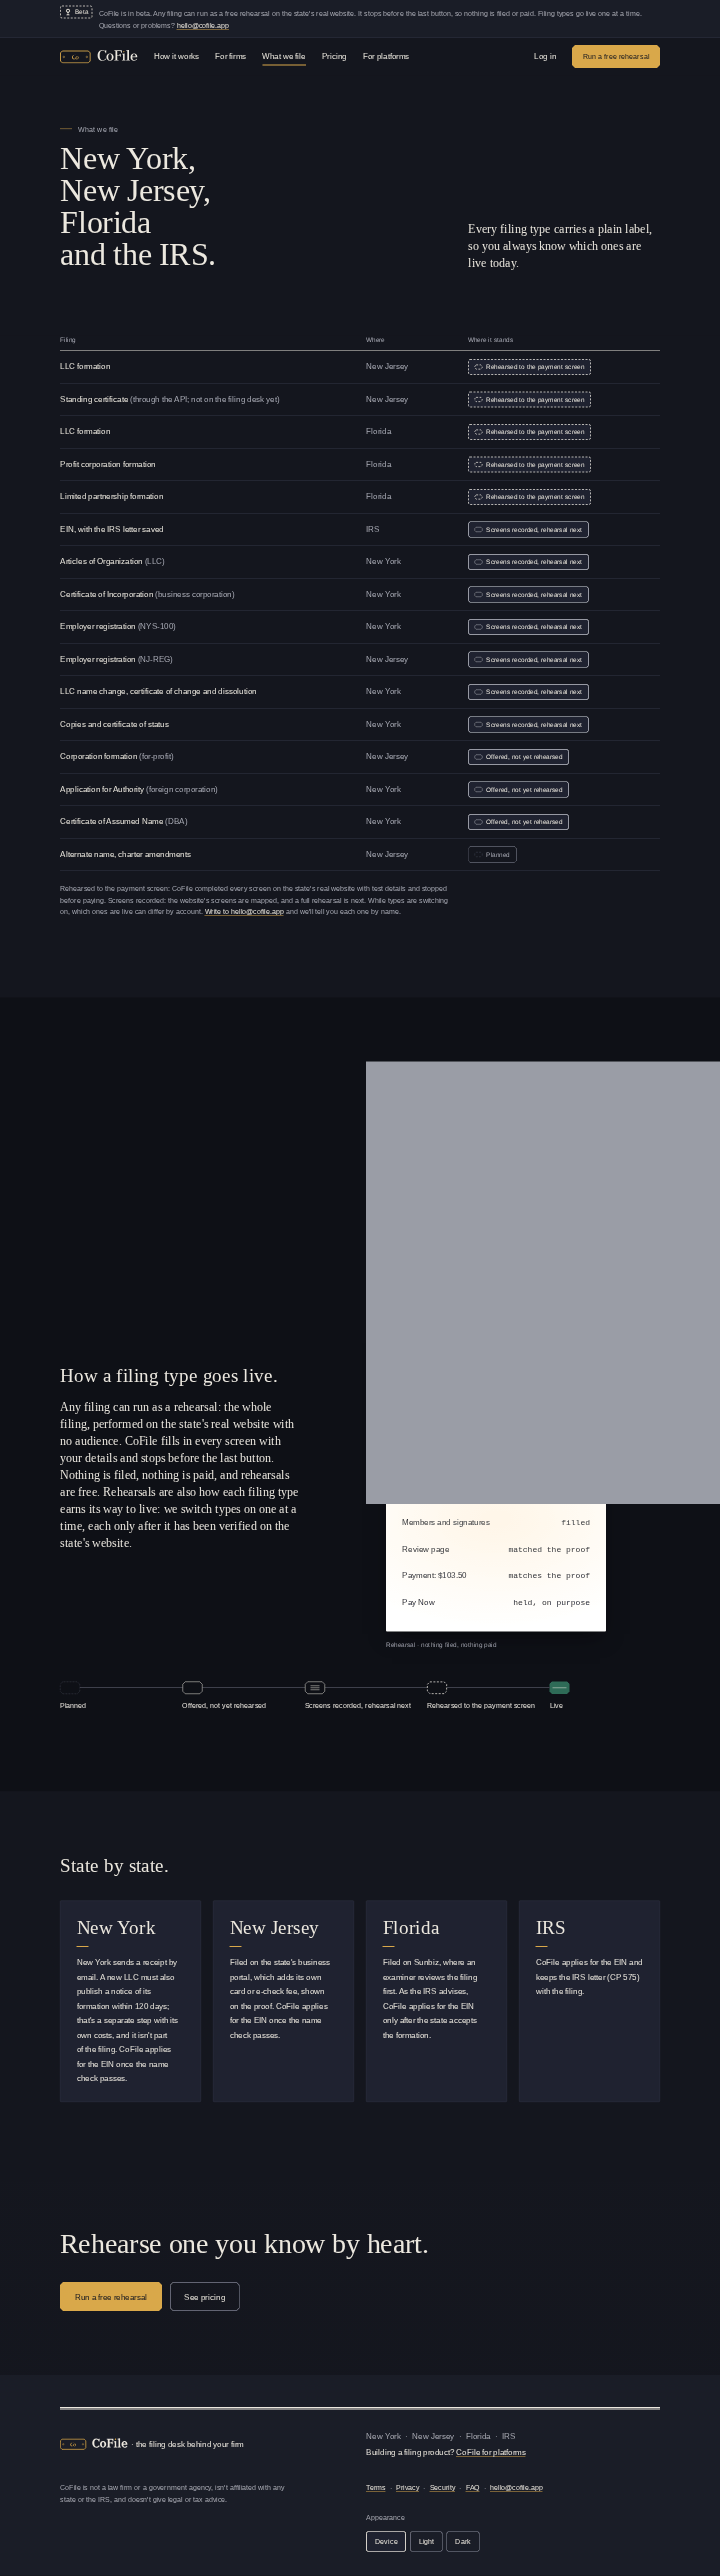 Beta
CoFile is in beta. Any filing can run as a free rehearsal on the state's real website. It stops before the last button, so nothing is filed or paid. Filing types go live one at a time.
Questions or problems? hello@cofile.app
Co CoFile How it works For firms What we file Pricing For platforms Log in Run a free rehearsal
What we file
New York,
New Jersey,
Florida
and the IRS.
Every filing type carries a plain label,
so you always know which ones are
live today.
Filing Where Where it stands
LLC formation New Jersey Rehearsed to the payment screen
Standing certificate (through the API; not on the filing desk yet) New Jersey Rehearsed to the payment screen
LLC formation Florida Rehearsed to the payment screen
Profit corporation formation Florida Rehearsed to the payment screen
Limited partnership formation Florida Rehearsed to the payment screen
EIN, with the IRS letter saved IRS Screens recorded, rehearsal next
Articles of Organization (LLC) New York Screens recorded, rehearsal next
Certificate of Incorporation (business corporation) New York Screens recorded, rehearsal next
Employer registration (NYS-100) New York Screens recorded, rehearsal next
Employer registration (NJ-REG) New Jersey Screens recorded, rehearsal next
LLC name change, certificate of change and dissolution New York Screens recorded, rehearsal next
Copies and certificate of status New York Screens recorded, rehearsal next
Corporation formation (for-profit) New Jersey Offered, not yet rehearsed
Application for Authority (foreign corporation) New York Offered, not yet rehearsed
Certificate of Assumed Name (DBA) New York Offered, not yet rehearsed
Alternate name, charter amendments New Jersey Planned
Rehearsed to the payment screen: CoFile completed every screen on the state's real website with test details and stopped
before paying. Screens recorded: the website's screens are mapped, and a full rehearsal is next. While types are switching
on, which ones are live can differ by account. Write to hello@cofile.app and we'll tell you each one by name.
How a filing type goes live.
Any filing can run as a rehearsal: the whole
filing, performed on the state's real website with
no audience. CoFile fills in every screen with
your details and stops before the last button.
Nothing is filed, nothing is paid, and rehearsals
are free. Rehearsals are also how each filing type
earns its way to live: we switch types on one at a
time, each only after it has been verified on the
state's website.
Members and signatures filled
Review page matched the proof
Payment: $103.50 matches the proof
Pay Now held, on purpose
Rehearsal · nothing filed, nothing paid
Planned Offered, not yet rehearsed Screens recorded, rehearsal next Rehearsed to the payment screen Live
State by state.
New York
New York sends a receipt by
email. A new LLC must also
publish a notice of its
formation within 120 days;
that's a separate step with its
own costs, and it isn't part
of the filing. CoFile applies
for the EIN once the name
check passes.
New Jersey
Filed on the state's business
portal, which adds its own
card or e-check fee, shown
on the proof. CoFile applies
for the EIN once the name
check passes.
Florida
Filed on Sunbiz, where an
examiner reviews the filing
first. As the IRS advises,
CoFile applies for the EIN
only after the state accepts
the formation.
IRS
CoFile applies for the EIN and
keeps the IRS letter (CP 575)
with the filing.
Rehearse one you know by heart.
Run a free rehearsal See pricing
Co CoFile · the filing desk behind your firm
New York · New Jersey · Florida · IRS
Building a filing product? CoFile for platforms
CoFile is not a law firm or a government agency, isn't affiliated with any
state or the IRS, and doesn't give legal or tax advice.
Terms · Privacy · Security · FAQ · hello@cofile.app
Appearance
Device Light Dark